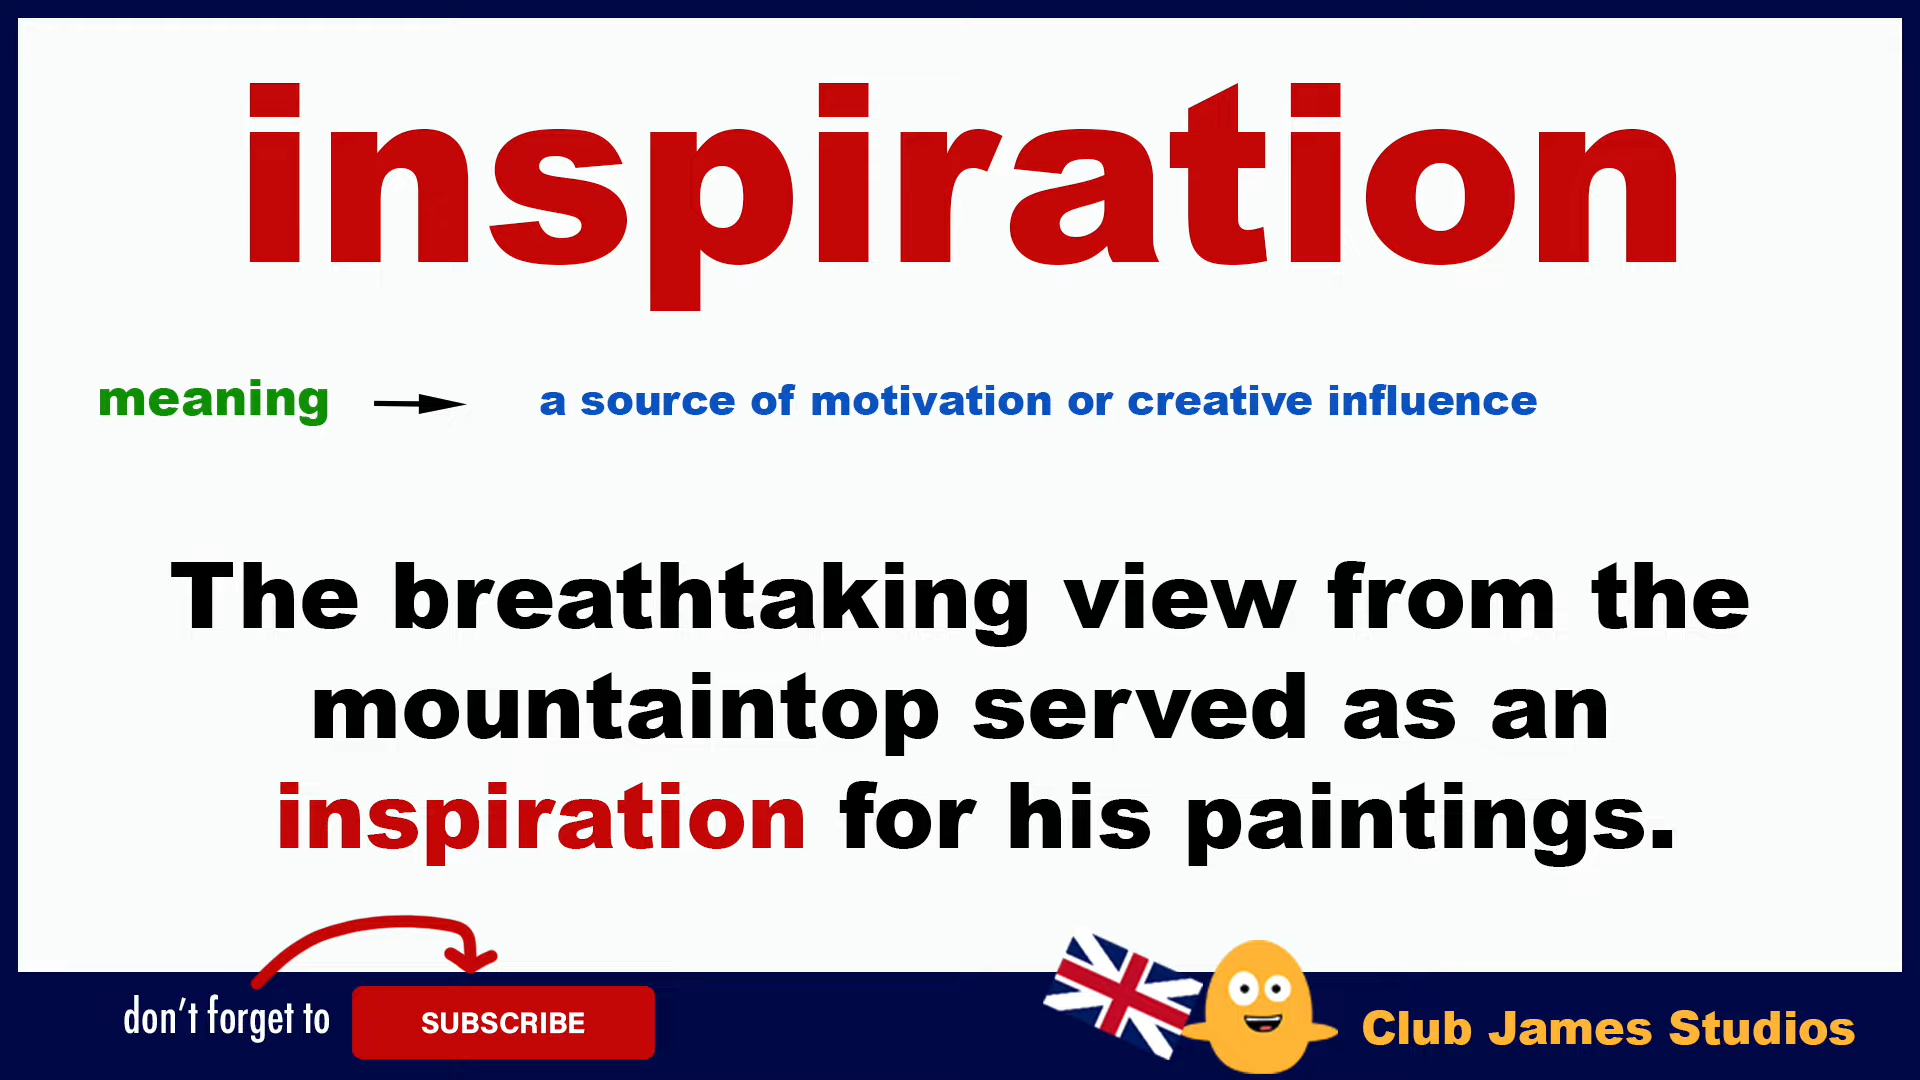 inspiration
meaning
a source of motivation or creative influence
The breathtaking view from the
mountaintop served as an
inspiration for his paintings.
don't forget to
SUBSCRIBE
Club James Studios